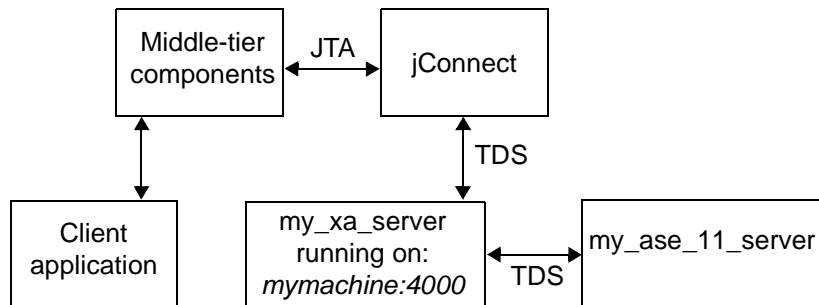 Middle-tier
components
JTA
jConnect
TDS
Client
application
my_xa_server
running on:
mymachine:4000
TDS
my_ase_11_server